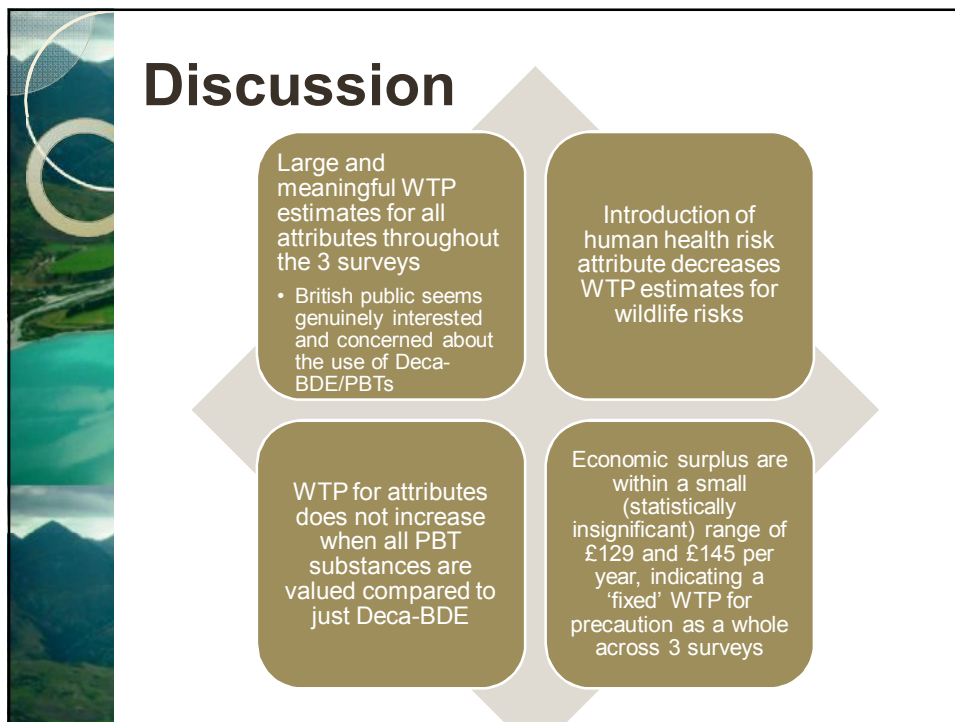 Discussion
Large and
meaningful WTP
estimates for all
attributes throughout
the 3 surveys
• British public seems
genuinely interested
and concerned about
the use of Deca-
BDE/PBTs
Introduction of
human health risk
attribute decreases
WTP estimates for
wildlife risks
WTP for attributes
does not increase
when all PBT
substances are
valued compared to
just Deca-BDE
Economic surplus are
within a small
(statistically
insignificant) range of
£129 and £145 per
year, indicating a
‘fixed’ WTP for
precaution as a whole
across 3 surveys